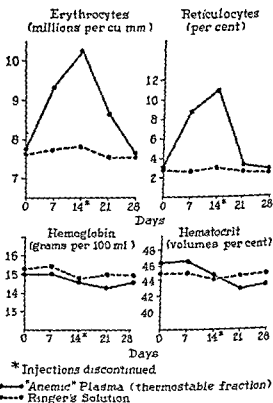 Erythrocytes
(millions per cu mm)
Reticulocytes
(per cent)
10
9
8
7
12
10
8
6
4
2
0 7 14* 21 28
0 7 14* 21 28
Days
Hemoglobin
(grams per 100 ml)
Hematocrit
(volumes per cent)
16
15
14
13
48
46
44
42
40
0 7 14* 21 28
0 7 14* 21 28
Days
* Injections discontinued
"Anemic" Plasma (thermostable fraction)
Ringer's Solution